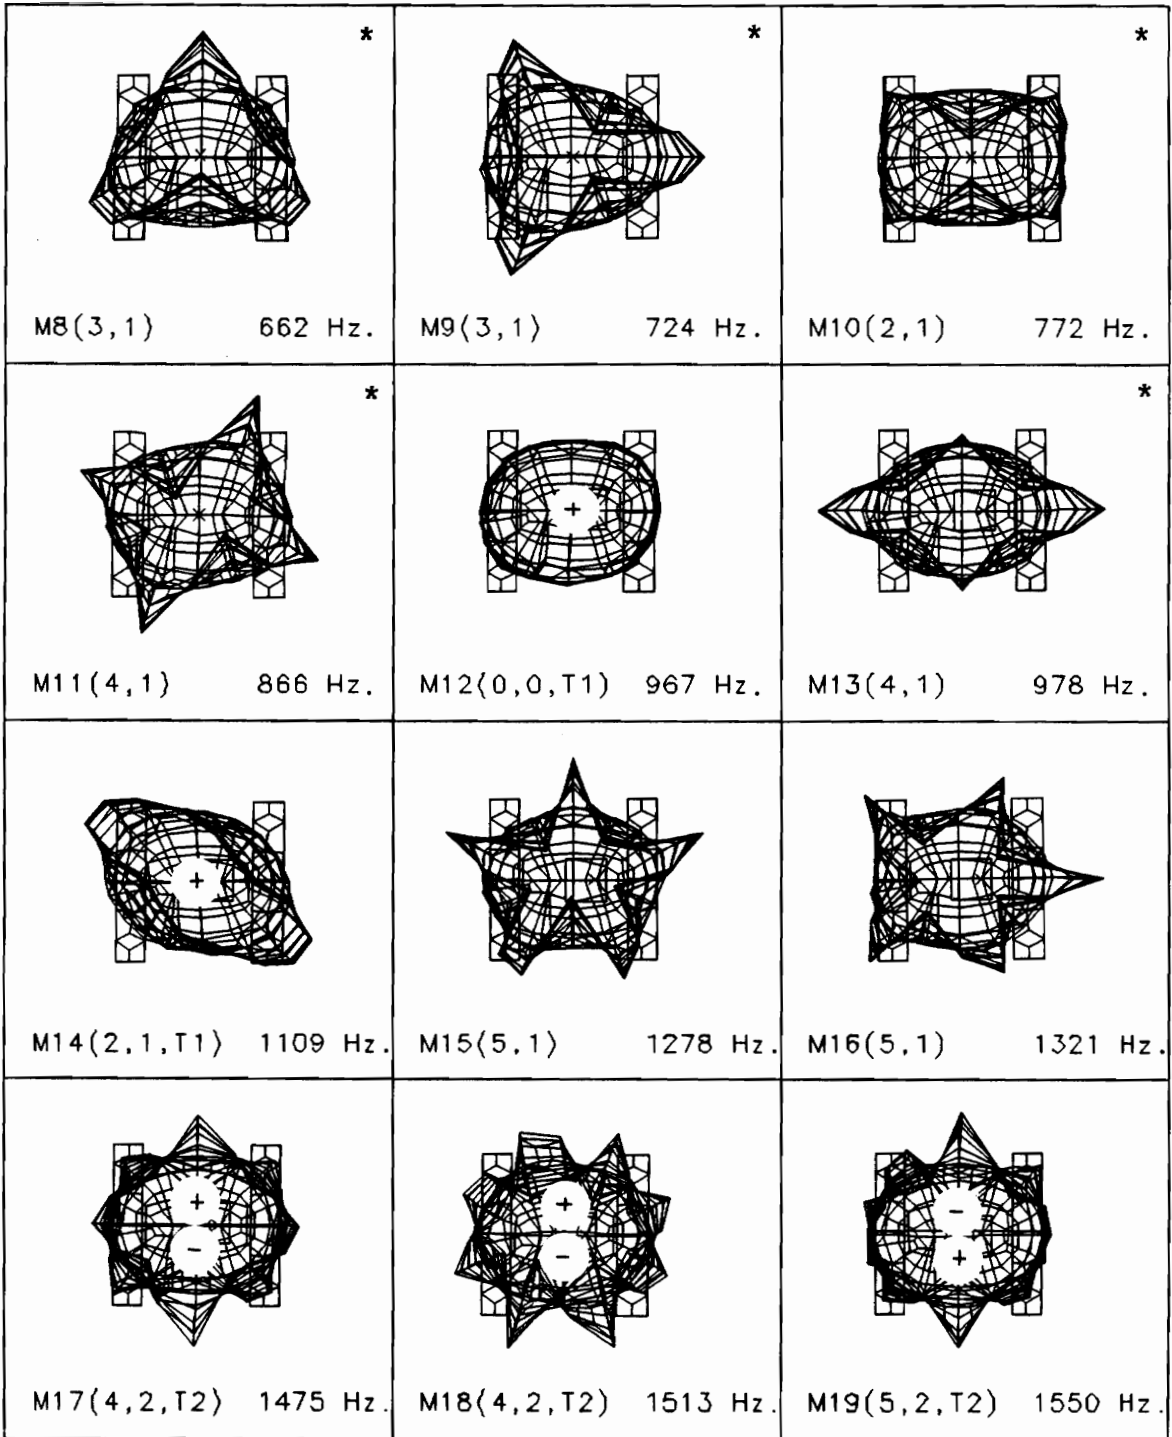 * * *
M8(3,1) 662 Hz. M9(3,1) 724 Hz. M10(2,1) 772 Hz.
* *
M11(4,1) 866 Hz. M12(0,0,T1) 967 Hz. M13(4,1) 978 Hz.
M14(2,1,T1) 1109 Hz. M15(5,1) 1278 Hz. M16(5,1) 1321 Hz.
M17(4,2,T2) 1475 Hz. M18(4,2,T2) 1513 Hz. M19(5,2,T2) 1550 Hz.